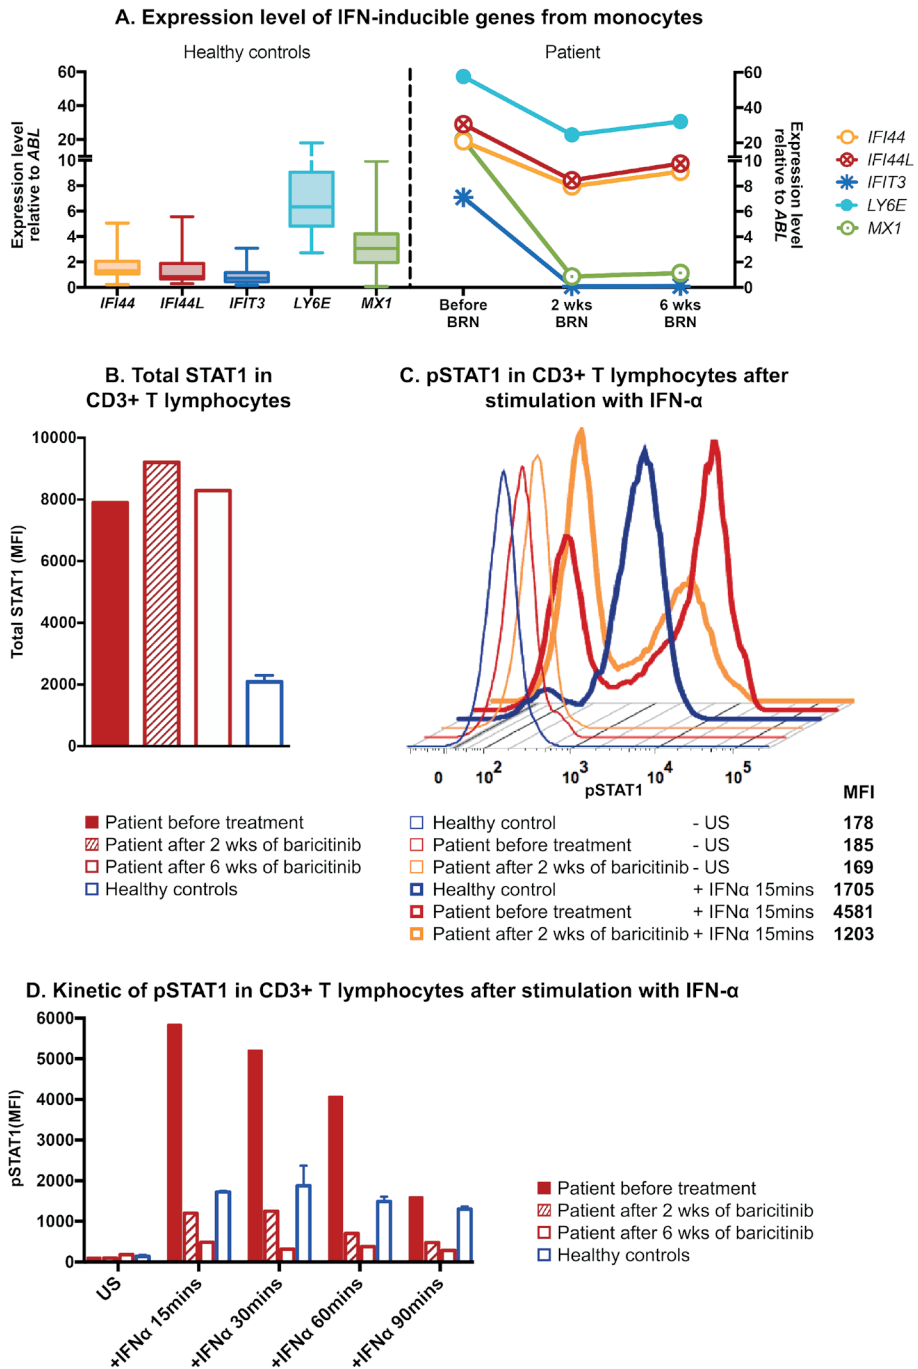 A. Expression level of IFN-inducible genes from monocytes
Healthy controls
Patient
Expression level
relative to ABL
60
40
20
10
8
6
4
2
0
IFI44
IFI44L
IFIT3
LY6E
MX1
Before
BRN
2 wks
BRN
6 wks
BRN
60
40
20
10
8
6
4
2
0
Expression level
relative to ABL
IFI44
IFI44L
IFIT3
LY6E
MX1
B. Total STAT1 in
CD3+ T lymphocytes
Total STAT1 (MFI)
10000
8000
6000
4000
2000
0
Patient before treatment
Patient after 2 wks of baricitinib
Patient after 6 wks of baricitinib
Healthy controls
C. pSTAT1 in CD3+ T lymphocytes after
stimulation with IFN-α
0 10² 10³ 10⁴ 10⁵
pSTAT1
MFI
Healthy control - US 178
Patient before treatment - US 185
Patient after 2 wks of baricitinib - US 169
Healthy control + IFNα 15mins 1705
Patient before treatment + IFNα 15mins 4581
Patient after 2 wks of baricitinib + IFNα 15mins 1203
D. Kinetic of pSTAT1 in CD3+ T lymphocytes after stimulation with IFN-α
pSTAT1(MFI)
6000
5000
4000
3000
2000
1000
0
US
+IFNα 15mins
+IFNα 30mins
+IFNα 60mins
+IFNα 90mins
Patient before treatment
Patient after 2 wks of baricitinib
Patient after 6 wks of baricitinib
Healthy controls